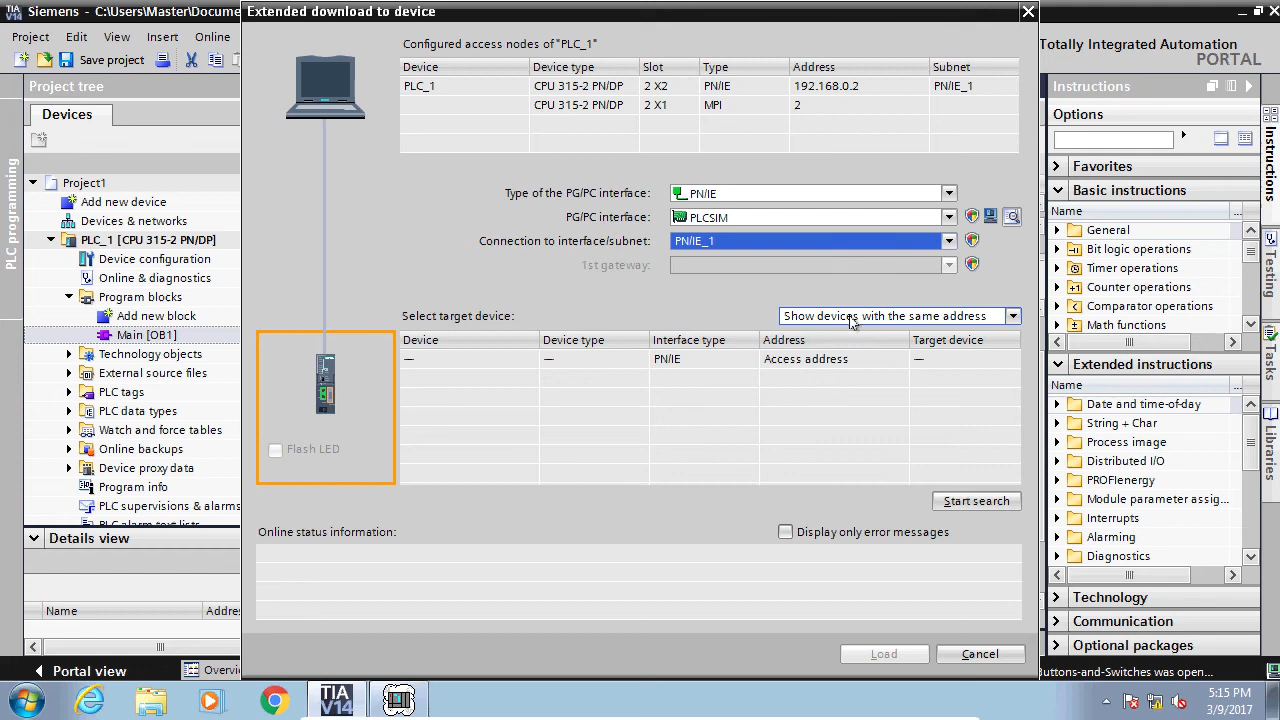 TIA V14 Siemens - C:\Users\Master\Docume
Extended download to device
Project Edit View Insert Online
Totally Integrated Automation
PORTAL
Save project
Project tree
Devices
PLC programming
Project1
Add new device
Devices & networks
PLC_1 [CPU 315-2 PN/DP]
Device configuration
Online & diagnostics
Program blocks
Add new block
Main [OB1]
Technology objects
External source files
PLC tags
PLC data types
Watch and force tables
Online backups
Device proxy data
Program info
PLC supervisions & alarms
PLC alarm text lists
Details view
Name Addre
Portal view Overvi
Configured access nodes of "PLC_1"
Device Device type Slot Type Address Subnet
PLC_1 CPU 315-2 PN/DP 2 X2 PN/IE 192.168.0.2 PN/IE_1
CPU 315-2 PN/DP 2 X1 MPI 2
Type of the PG/PC interface: PN/IE
PG/PC interface: PLCSIM
Connection to interface/subnet: PN/IE_1
1st gateway:
Select target device: Show devices with the same address
Device Device type Interface type Address Target device
— — PN/IE Access address —
Flash LED
Start search
Online status information: Display only error messages
Load Cancel
Instructions
Options
Favorites
Basic instructions
Name ...
General
Bit logic operations
Timer operations
Counter operations
Comparator operations
Math functions
Extended instructions
Name ...
Date and time-of-day
String + Char
Process image
Distributed I/O
PROFIenergy
Module parameter assig...
Interrupts
Alarming
Diagnostics
Technology
Communication
Optional packages
Instructions
Testing
Tasks
Libraries
Buttons-and-Switches was open...
TIA V14
5:15 PM
3/9/2017